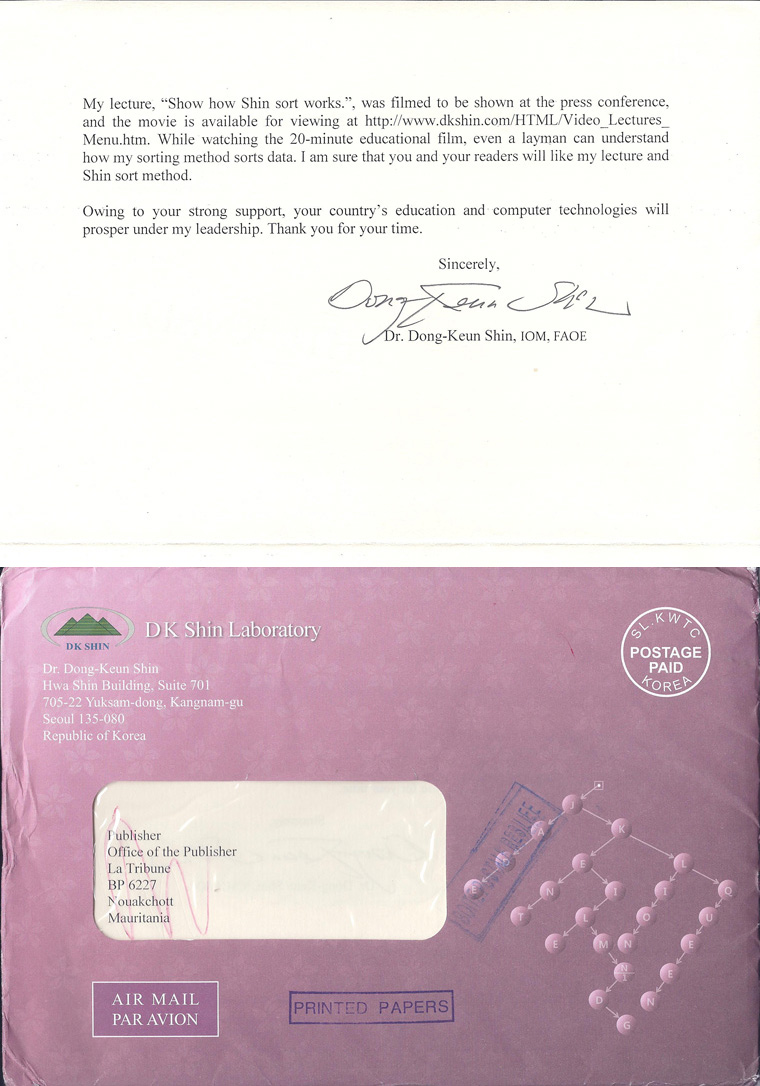 My lecture, “Show how Shin sort works.”, was filmed to be shown at the press conference,
and the movie is available for viewing at http://www.dkshin.com/HTML/Video_Lectures_
Menu.htm. While watching the 20-minute educational film, even a layman can understand
how my sorting method sorts data. I am sure that you and your readers will like my lecture and
Shin sort method.
Owing to your strong support, your country’s education and computer technologies will
prosper under my leadership. Thank you for your time.
Sincerely,
Dong-Keun Shin
Dr. Dong-Keun Shin, IOM, FAOE
DK SHIN
DK Shin Laboratory
Dr. Dong-Keun Shin
Hwa Shin Building, Suite 701
705-22 Yuksam-dong, Kangnam-gu
Seoul 135-080
Republic of Korea
SL. KWTC
POSTAGE
PAID
KOREA
Publisher
Office of the Publisher
La Tribune
BP 6227
Nouakchott
Mauritania
J
A K
E L
E T N I I Q
L O U
E M N E
N E
D N
G
AIR MAIL
PAR AVION
PRINTED PAPERS